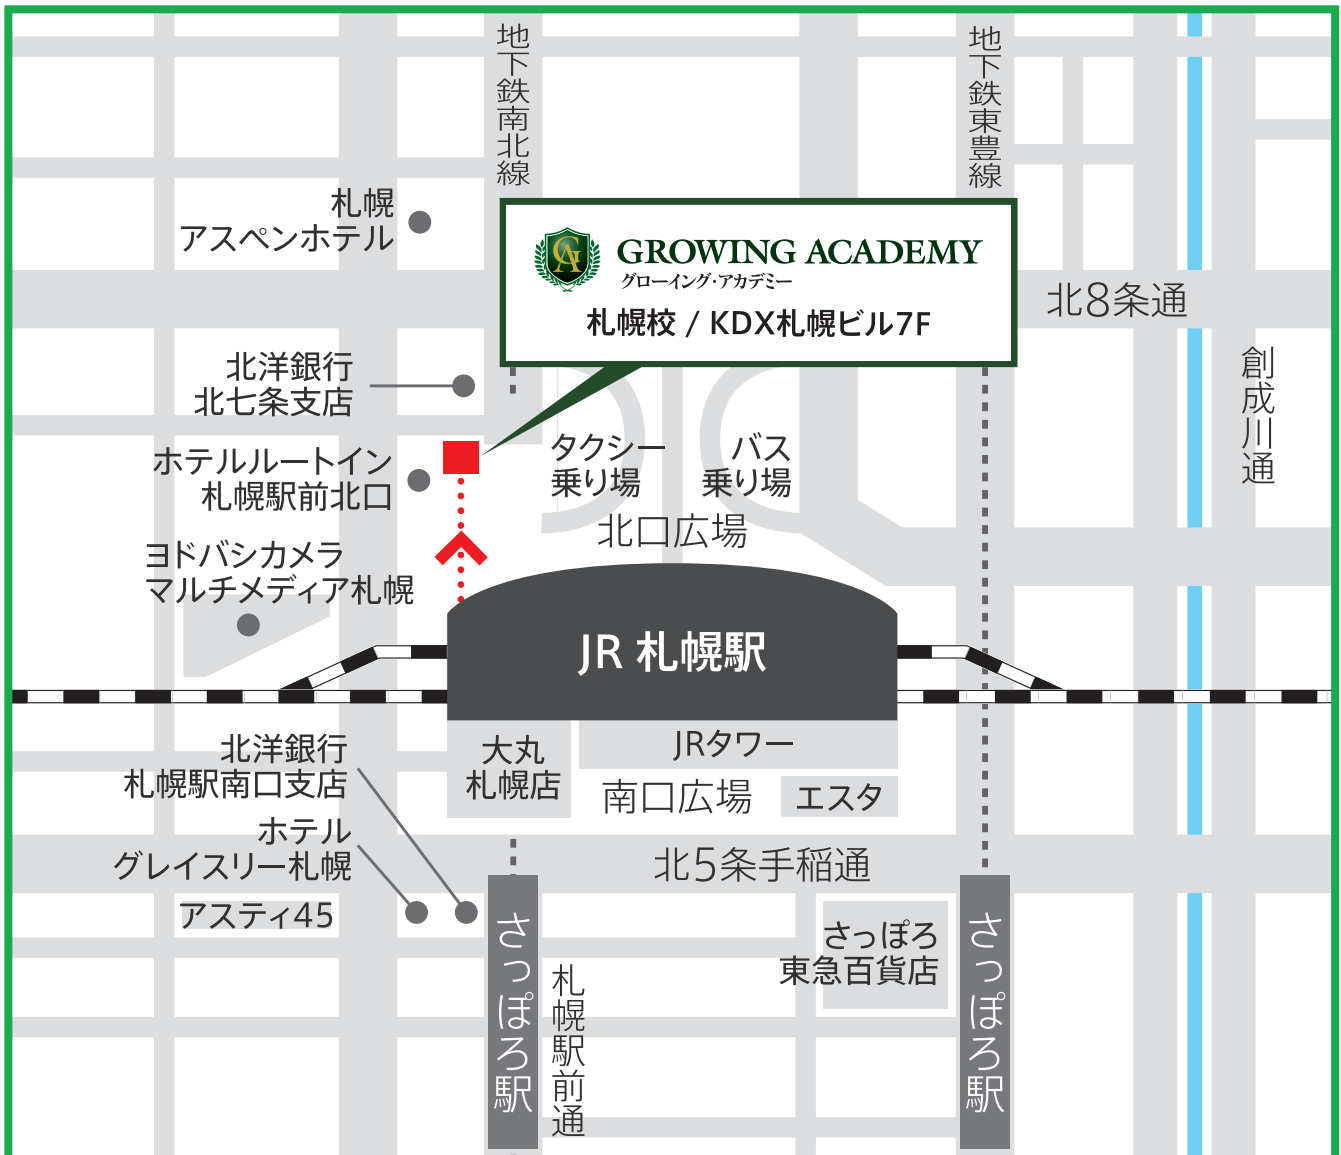 地下鉄南北線
地下鉄東豊線
札幌
アスペンホテル
GROWING ACADEMY
グローイング・アカデミー
札幌校 / KDX札幌ビル7F
北8条通
創成川通
北洋銀行
北七条支店
ホテルルートイン
札幌駅前北口
タクシー
乗り場
バス
乗り場
北口広場
ヨドバシカメラ
マルチメディア札幌
JR 札幌駅
北洋銀行
札幌駅南口支店
大丸
札幌店
JRタワー
南口広場
エスタ
ホテル
グレイスリー札幌
北5条手稲通
アスティ45
さっぽろ駅
札幌駅前通
さっぽろ
東急百貨店
さっぽろ駅